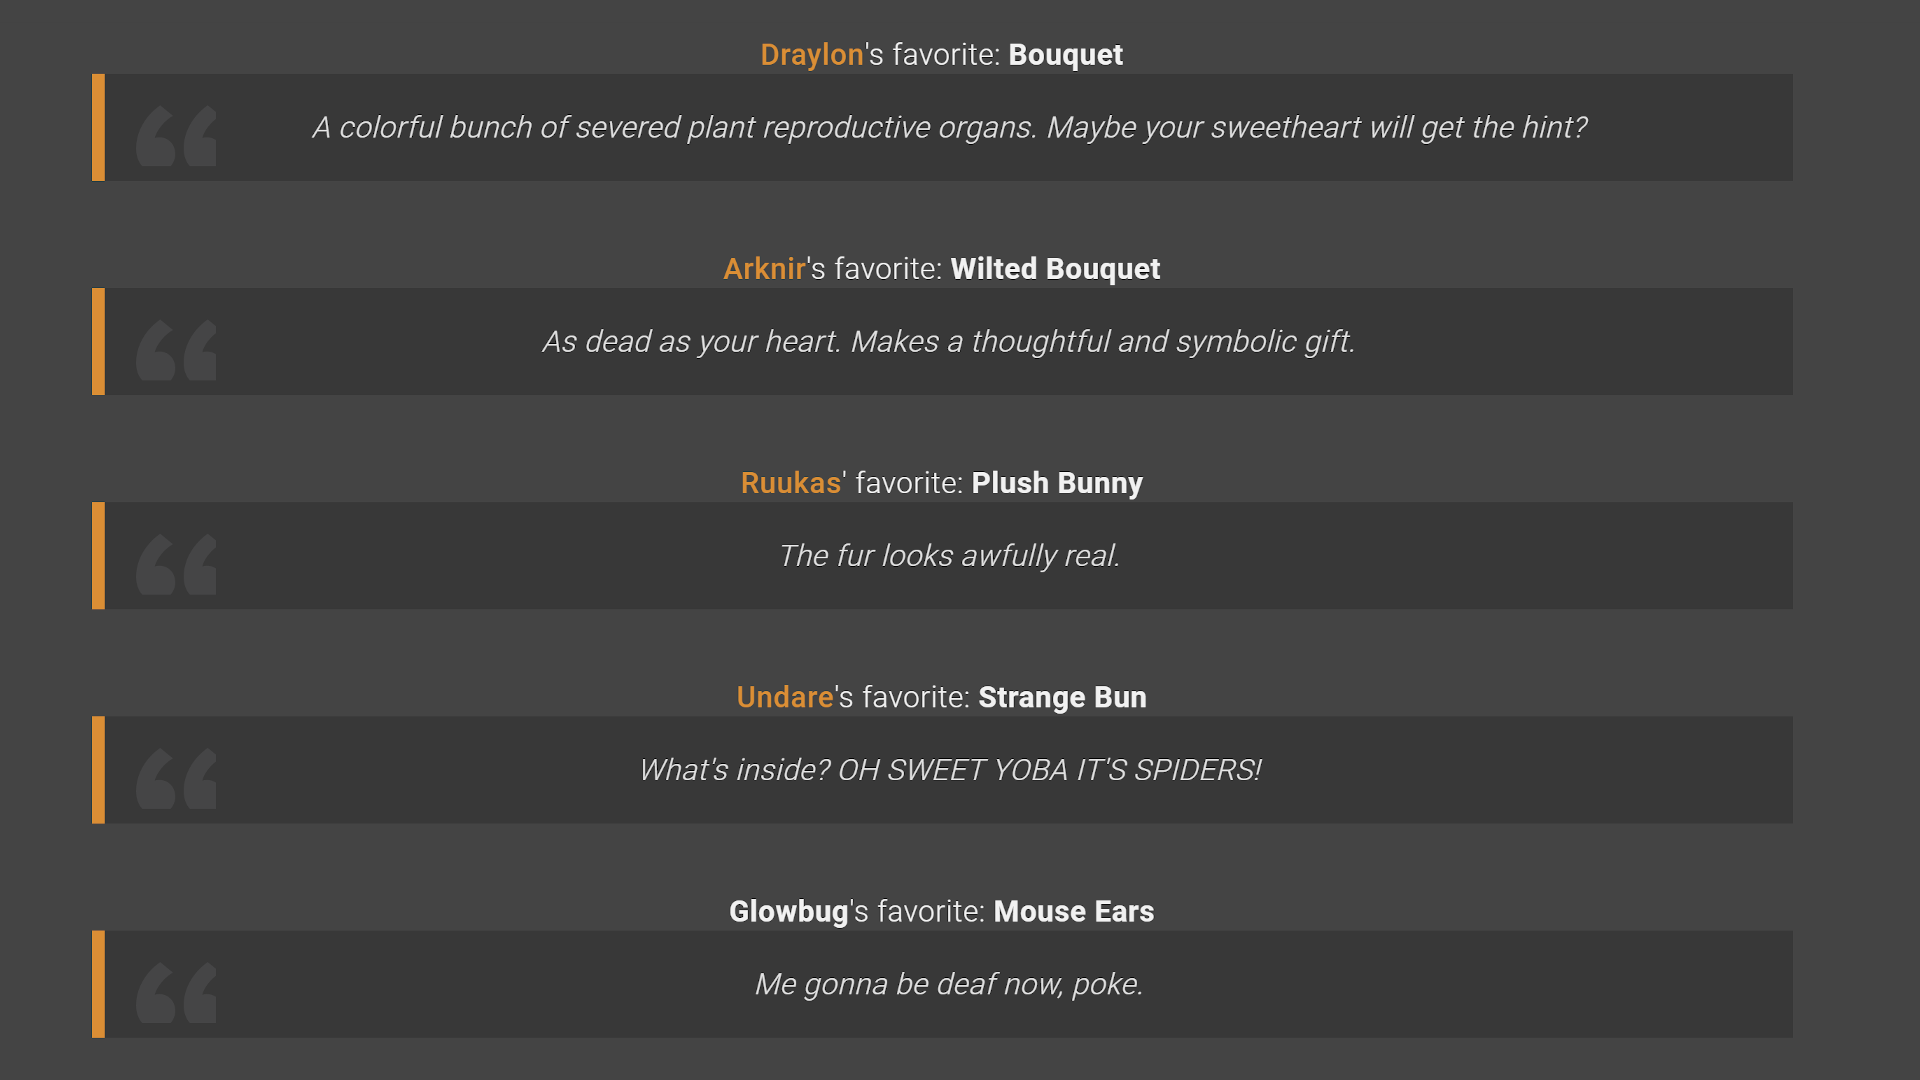 Draylon's favorite: Bouquet
A colorful bunch of severed plant reproductive organs. Maybe your sweetheart will get the hint?
Arknir's favorite: Wilted Bouquet
As dead as your heart. Makes a thoughtful and symbolic gift.
Ruukas' favorite: Plush Bunny
The fur looks awfully real.
Undare's favorite: Strange Bun
What's inside? OH SWEET YOBA IT'S SPIDERS!
Glowbug's favorite: Mouse Ears
Me gonna be deaf now, poke.